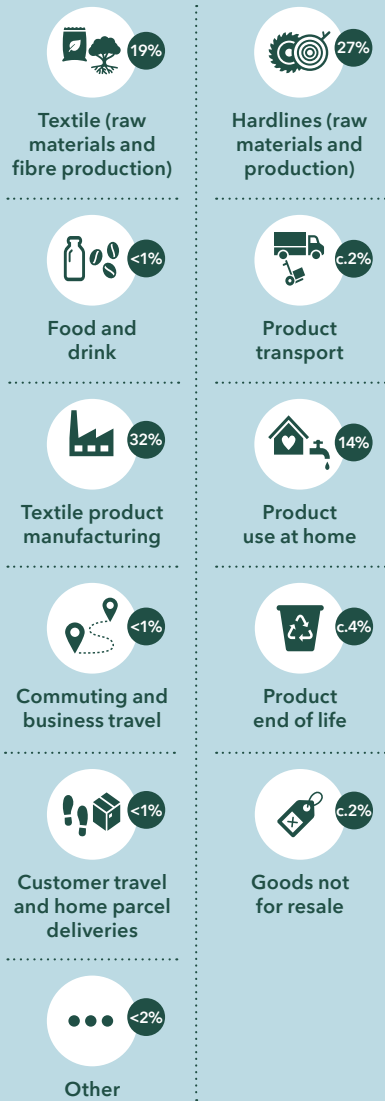 19%
Textile (raw
materials and
fibre production)
27%
Hardlines (raw
materials and
production)
<1%
Food and
drink
c.2%
Product
transport
32%
Textile product
manufacturing
14%
Product
use at home
<1%
Commuting and
business travel
c.4%
Product
end of life
<1%
Customer travel
and home parcel
deliveries
c.2%
Goods not
for resale
<2%
Other